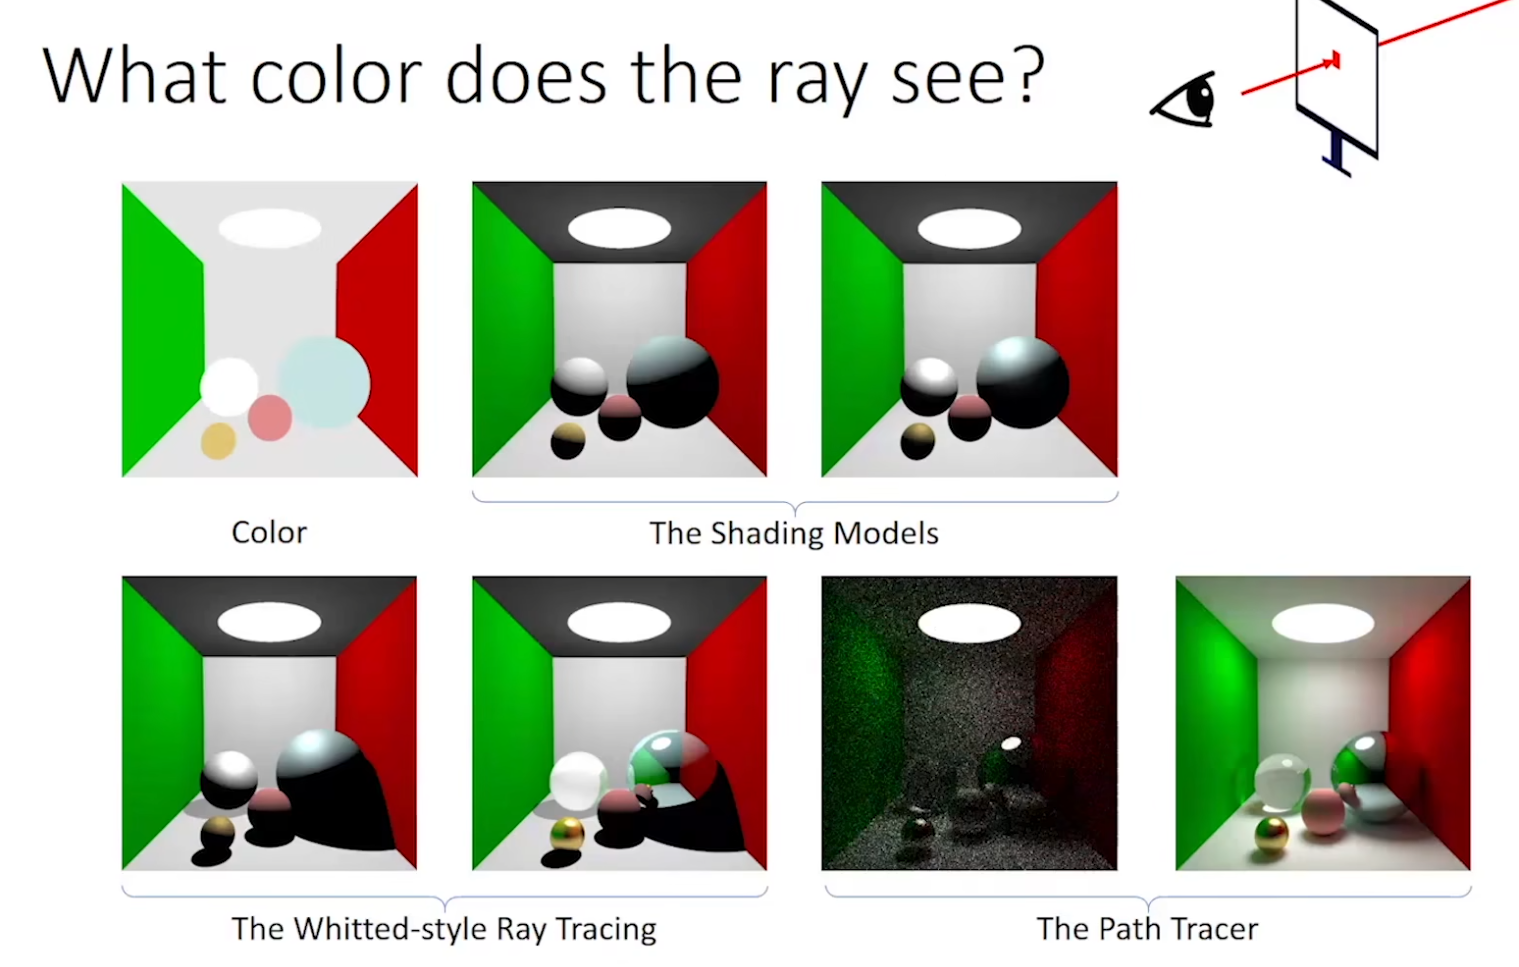 What color does the ray see?
Color
The Shading Models
The Whitted-style Ray Tracing
The Path Tracer